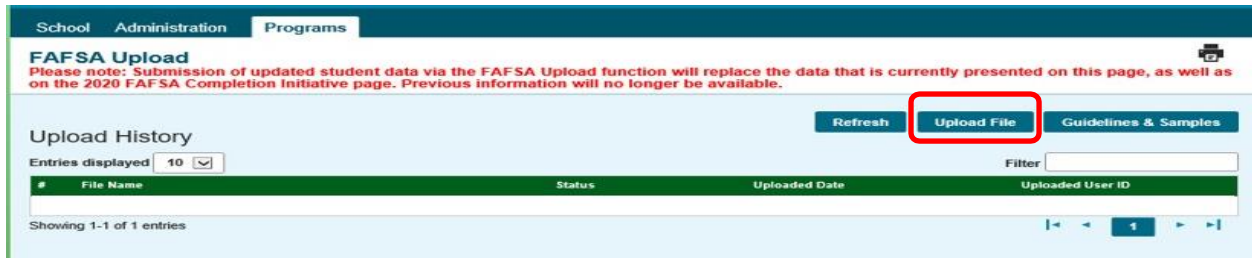 School Administration Programs
FAFSA Upload
Please note: Submission of updated student data via the FAFSA Upload function will replace the data that is currently presented on this page, as well as
on the 2020 FAFSA Completion Initiative page. Previous information will no longer be available.
Refresh Upload File Guidelines & Samples
Upload History
Entries displayed 10 Filter
# File Name Status Uploaded Date Uploaded User ID
Showing 1-1 of 1 entries 1